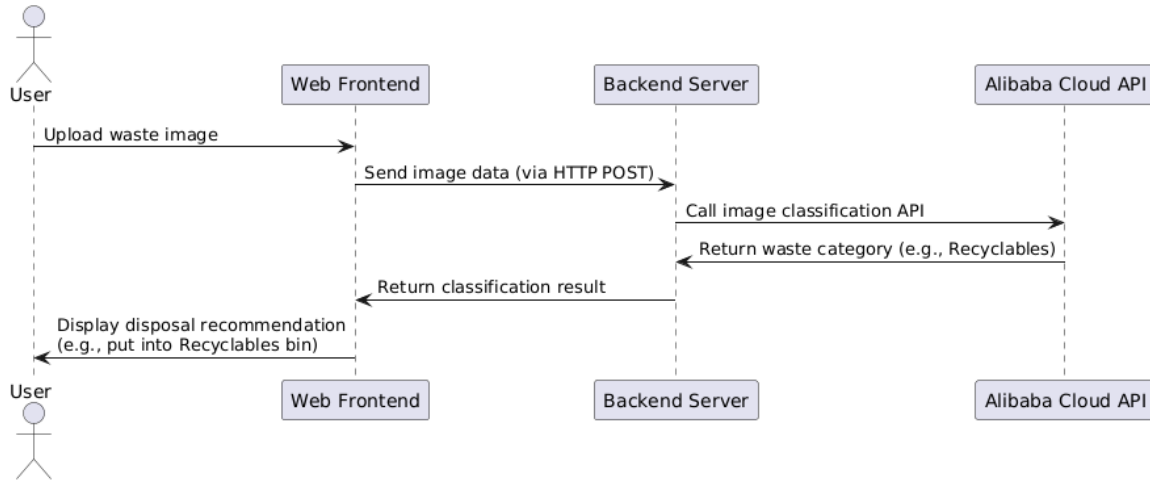 User
Web Frontend
Backend Server
Alibaba Cloud API
Upload waste image
Send image data (via HTTP POST)
Call image classification API
Return waste category (e.g., Recyclables)
Return classification result
Display disposal recommendation
(e.g., put into Recyclables bin)
User
Web Frontend
Backend Server
Alibaba Cloud API